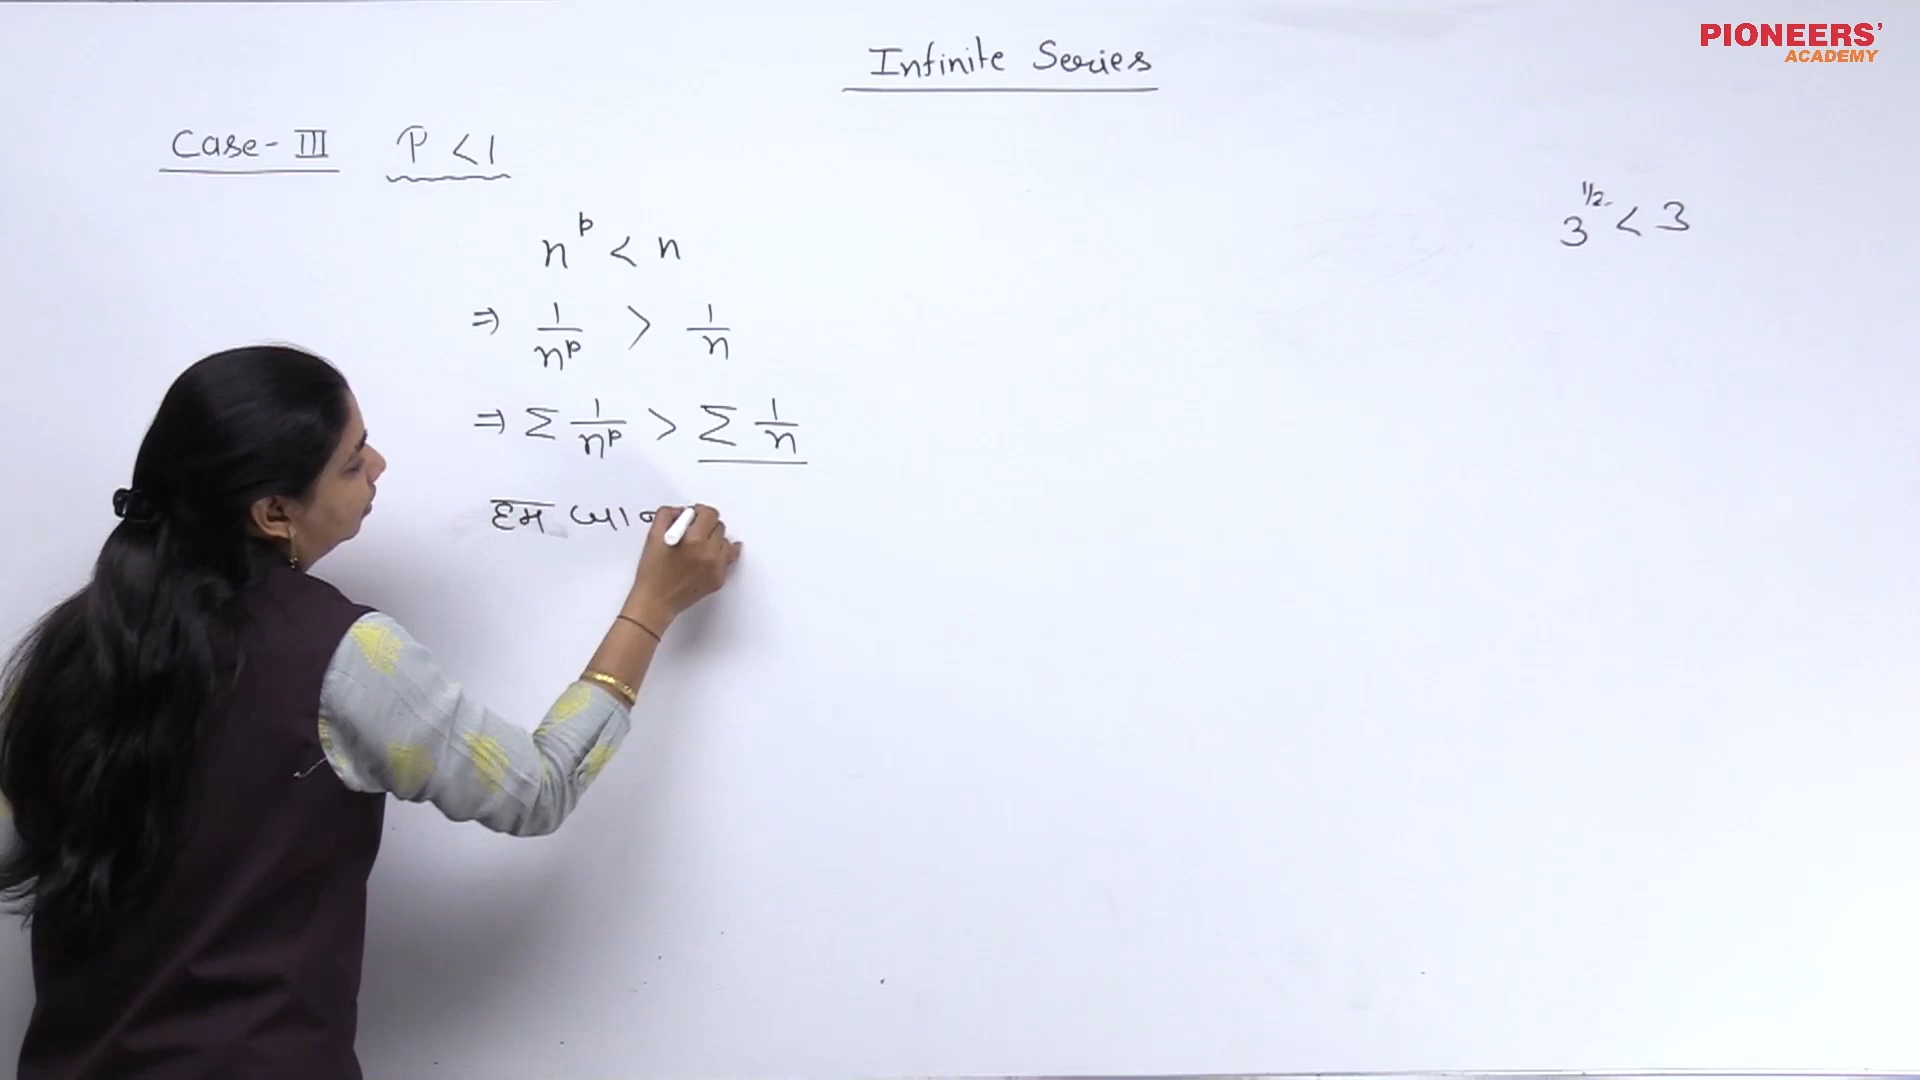 PIONEERS'
ACADEMY
Infinite Series
Case - III P < 1
3^{1/2} < 3
n^p < n
⇒ 1/n^p > 1/n
⇒ Σ 1/n^p > Σ 1/n
हम जान